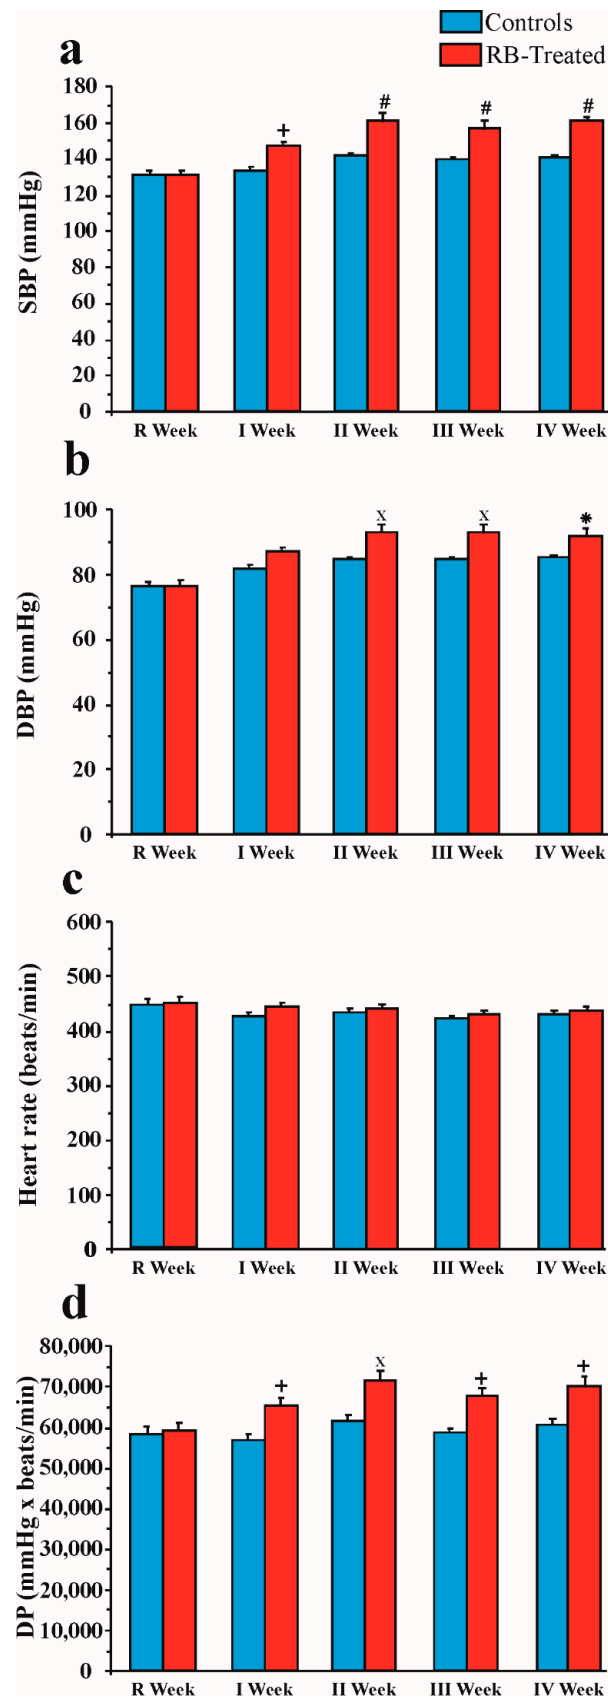 Controls
RB-Treated
a
SBP (mmHg)
180
160
140
120
100
80
60
40
20
0
+
#
#
#
R Week
I Week
II Week
III Week
IV Week
b
DBP (mmHg)
100
80
60
40
20
0
x
x
*
R Week
I Week
II Week
III Week
IV Week
c
Heart rate (beats/min)
600
500
400
300
200
100
0
R Week
I Week
II Week
III Week
IV Week
d
DP (mmHg x beats/min)
80,000
70,000
60,000
50,000
40,000
30,000
20,000
10,000
0
+
x
+
+
R Week
I Week
II Week
III Week
IV Week